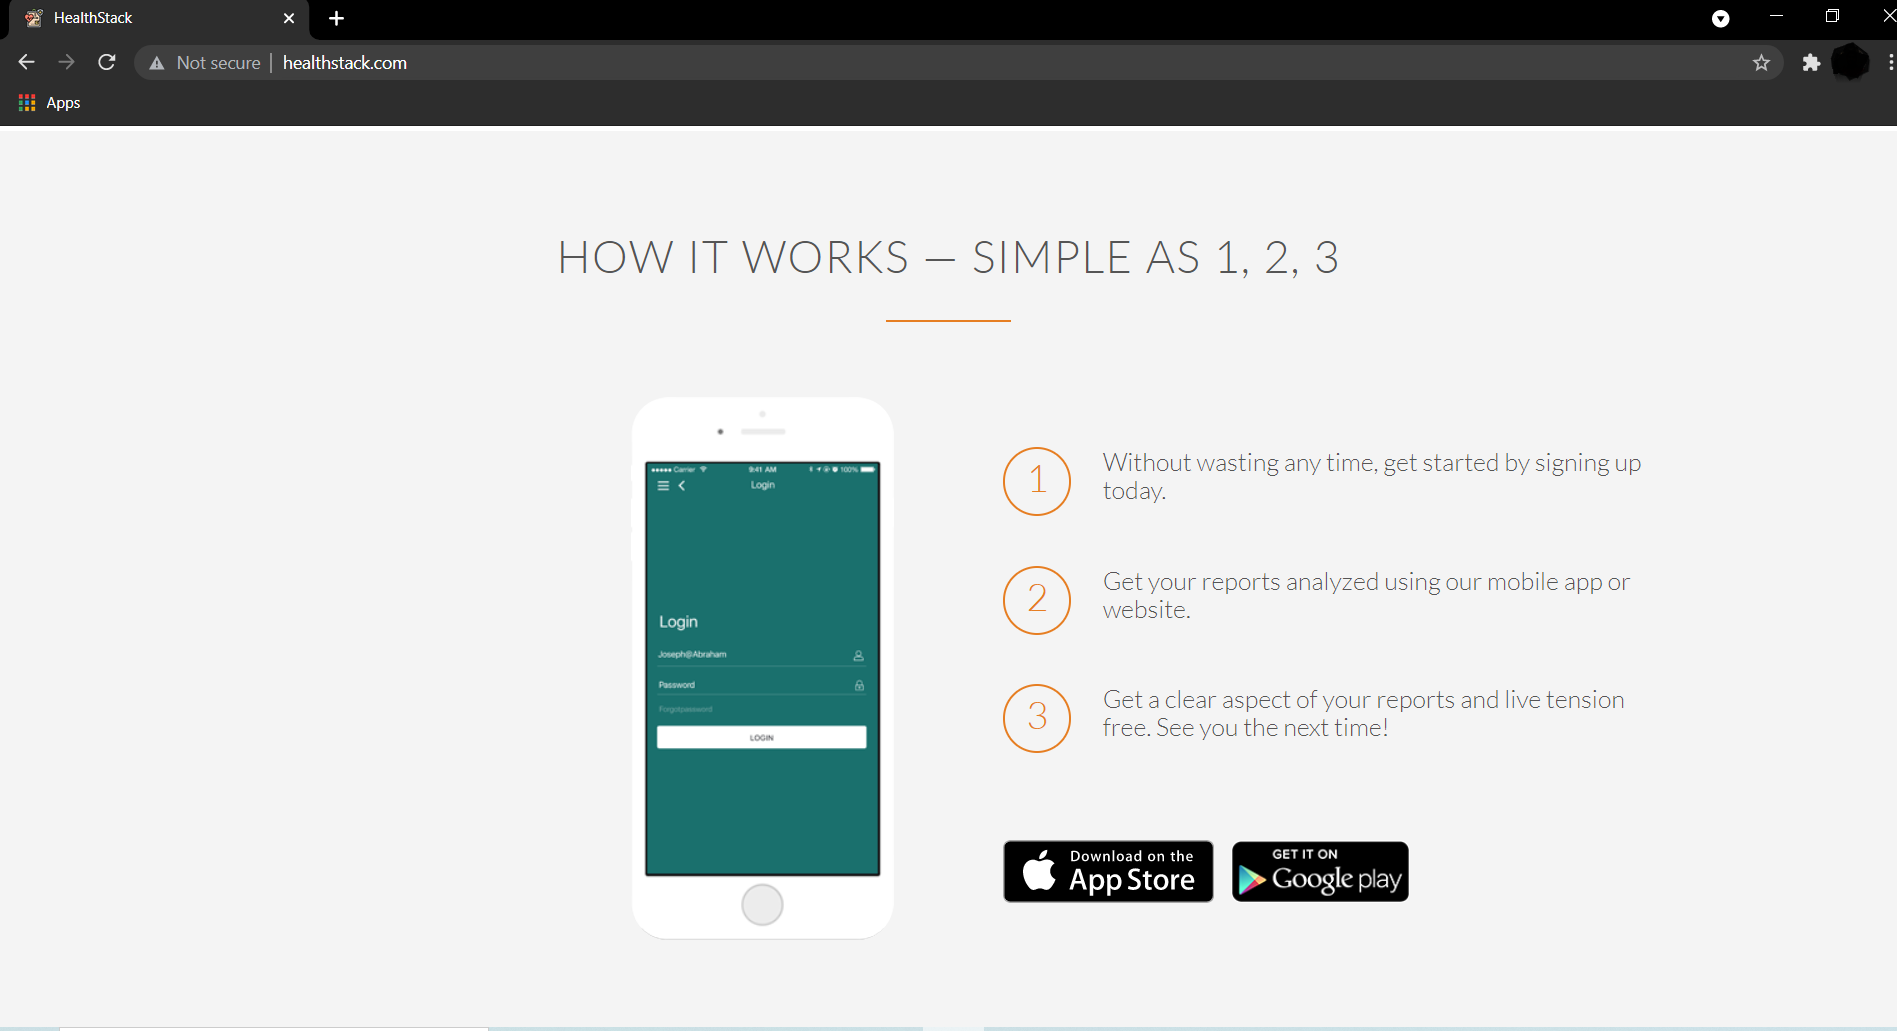 HealthStack
Not secure
healthstack.com
Apps
HOW IT WORKS — SIMPLE AS 1, 2, 3
Carrier
9:41 AM
100%
Login
Login
Joseph@Abraham
Password
Forgotpassword
LOGIN
1
Without wasting any time, get started by signing up
today.
2
Get your reports analyzed using our mobile app or
website.
3
Get a clear aspect of your reports and live tension
free. See you the next time!
Download on the
App Store
GET IT ON
Google play